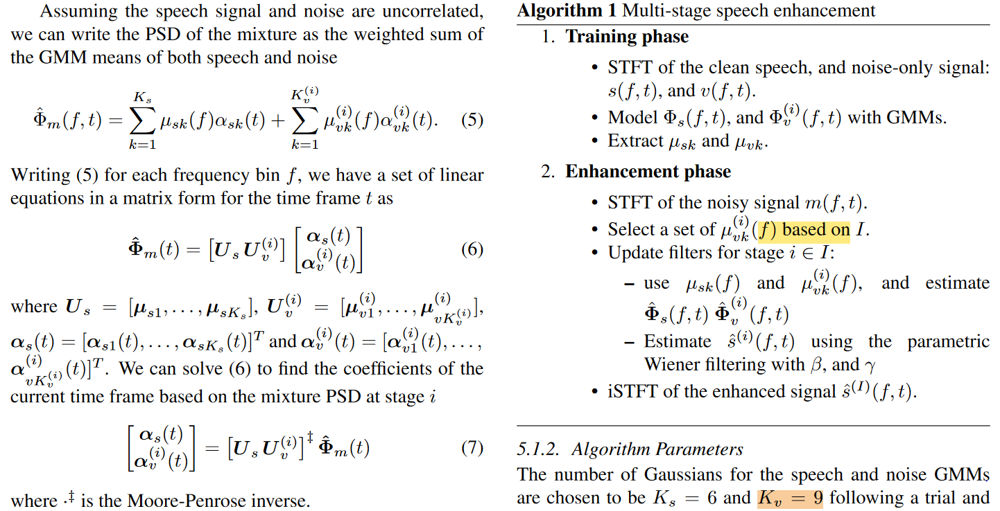 Assuming the speech signal and noise are uncorrelated,
we can write the PSD of the mixture as the weighted sum of
the GMM means of both speech and noise
$\hat{\Phi}_m(f,t) = \sum_{k=1}^{K_s} \mu_{sk}(f)\alpha_{sk}(t) + \sum_{k=1}^{K_v^{(i)}} \mu_{vk}^{(i)}(f)\alpha_{vk}^{(i)}(t).$ (5)
Writing (5) for each frequency bin $f$, we have a set of linear
equations in a matrix form for the time frame $t$ as
$\hat{\boldsymbol{\Phi}}_m(t) = [\boldsymbol{U}_s \boldsymbol{U}_v^{(i)}] \begin{bmatrix} \boldsymbol{\alpha}_s(t) \\ \boldsymbol{\alpha}_v^{(i)}(t) \end{bmatrix}$ (6)
where $\boldsymbol{U}_s = [\boldsymbol{\mu}_{s1}, \ldots, \boldsymbol{\mu}_{sK_s}]$, $\boldsymbol{U}_v^{(i)} = [\boldsymbol{\mu}_{v1}^{(i)}, \ldots, \boldsymbol{\mu}_{vK_v^{(i)}}^{(i)}]$,
$\boldsymbol{\alpha}_s(t) = [\boldsymbol{\alpha}_{s1}(t), \ldots, \boldsymbol{\alpha}_{sK_s}(t)]^T$ and $\boldsymbol{\alpha}_v^{(i)}(t) = [\boldsymbol{\alpha}_{v1}^{(i)}(t), \ldots,$
$\boldsymbol{\alpha}_{vK_v^{(i)}}^{(i)}(t)]^T$. We can solve (6) to find the coefficients of the
current time frame based on the mixture PSD at stage $i$
$\begin{bmatrix} \boldsymbol{\alpha}_s(t) \\ \boldsymbol{\alpha}_v^{(i)}(t) \end{bmatrix} = [\boldsymbol{U}_s \boldsymbol{U}_v^{(i)}]^{\ddagger} \hat{\boldsymbol{\Phi}}_m(t)$ (7)
where $\cdot^{\ddagger}$ is the Moore-Penrose inverse.
Algorithm 1 Multi-stage speech enhancement
1. Training phase
• STFT of the clean speech, and noise-only signal:
$s(f,t)$, and $v(f,t)$.
• Model $\Phi_s(f,t)$, and $\Phi_v^{(i)}(f,t)$ with GMMs.
• Extract $\mu_{sk}$ and $\mu_{vk}$.
2. Enhancement phase
• STFT of the noisy signal $m(f,t)$.
• Select a set of $\mu_{vk}^{(i)}(f)$ based on $I$.
• Update filters for stage $i \in I$:
– use $\mu_{sk}(f)$ and $\mu_{vk}^{(i)}(f)$, and estimate
$\hat{\boldsymbol{\Phi}}_s(f,t)$ $\hat{\boldsymbol{\Phi}}_v^{(i)}(f,t)$
– Estimate $\hat{s}^{(i)}(f,t)$ using the parametric
Wiener filtering with $\beta$, and $\gamma$
• iSTFT of the enhanced signal $\hat{s}^{(I)}(f,t)$.
5.1.2. Algorithm Parameters
The number of Gaussians for the speech and noise GMMs
are chosen to be $K_s = 6$ and $K_v = 9$ following a trial and